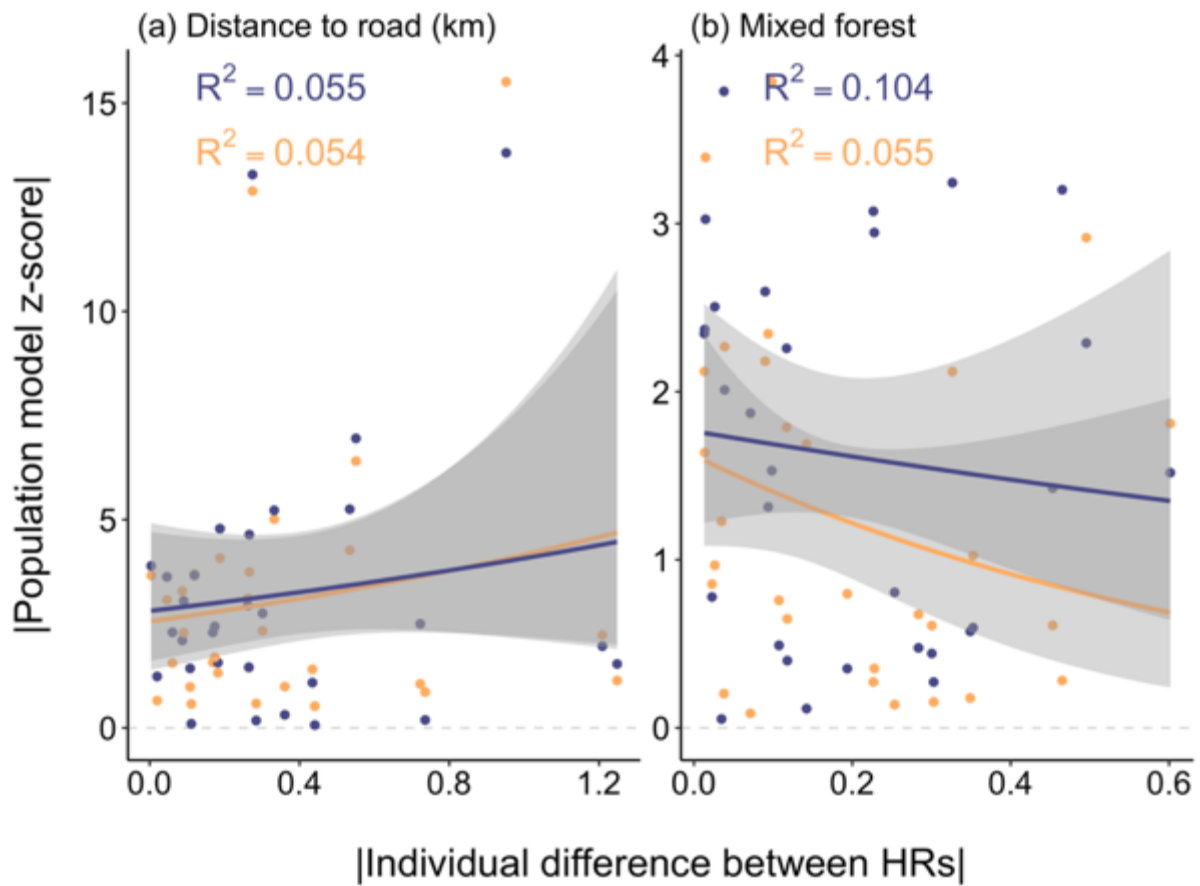 (a) Distance to road (km)
(b) Mixed forest
R² = 0.055
R² = 0.054
R² = 0.104
R² = 0.055
|Population model z-score|
15
10
5
0
4
3
2
1
0
0.0 0.4 0.8 1.2
0.0 0.2 0.4 0.6
|Individual difference between HRs|